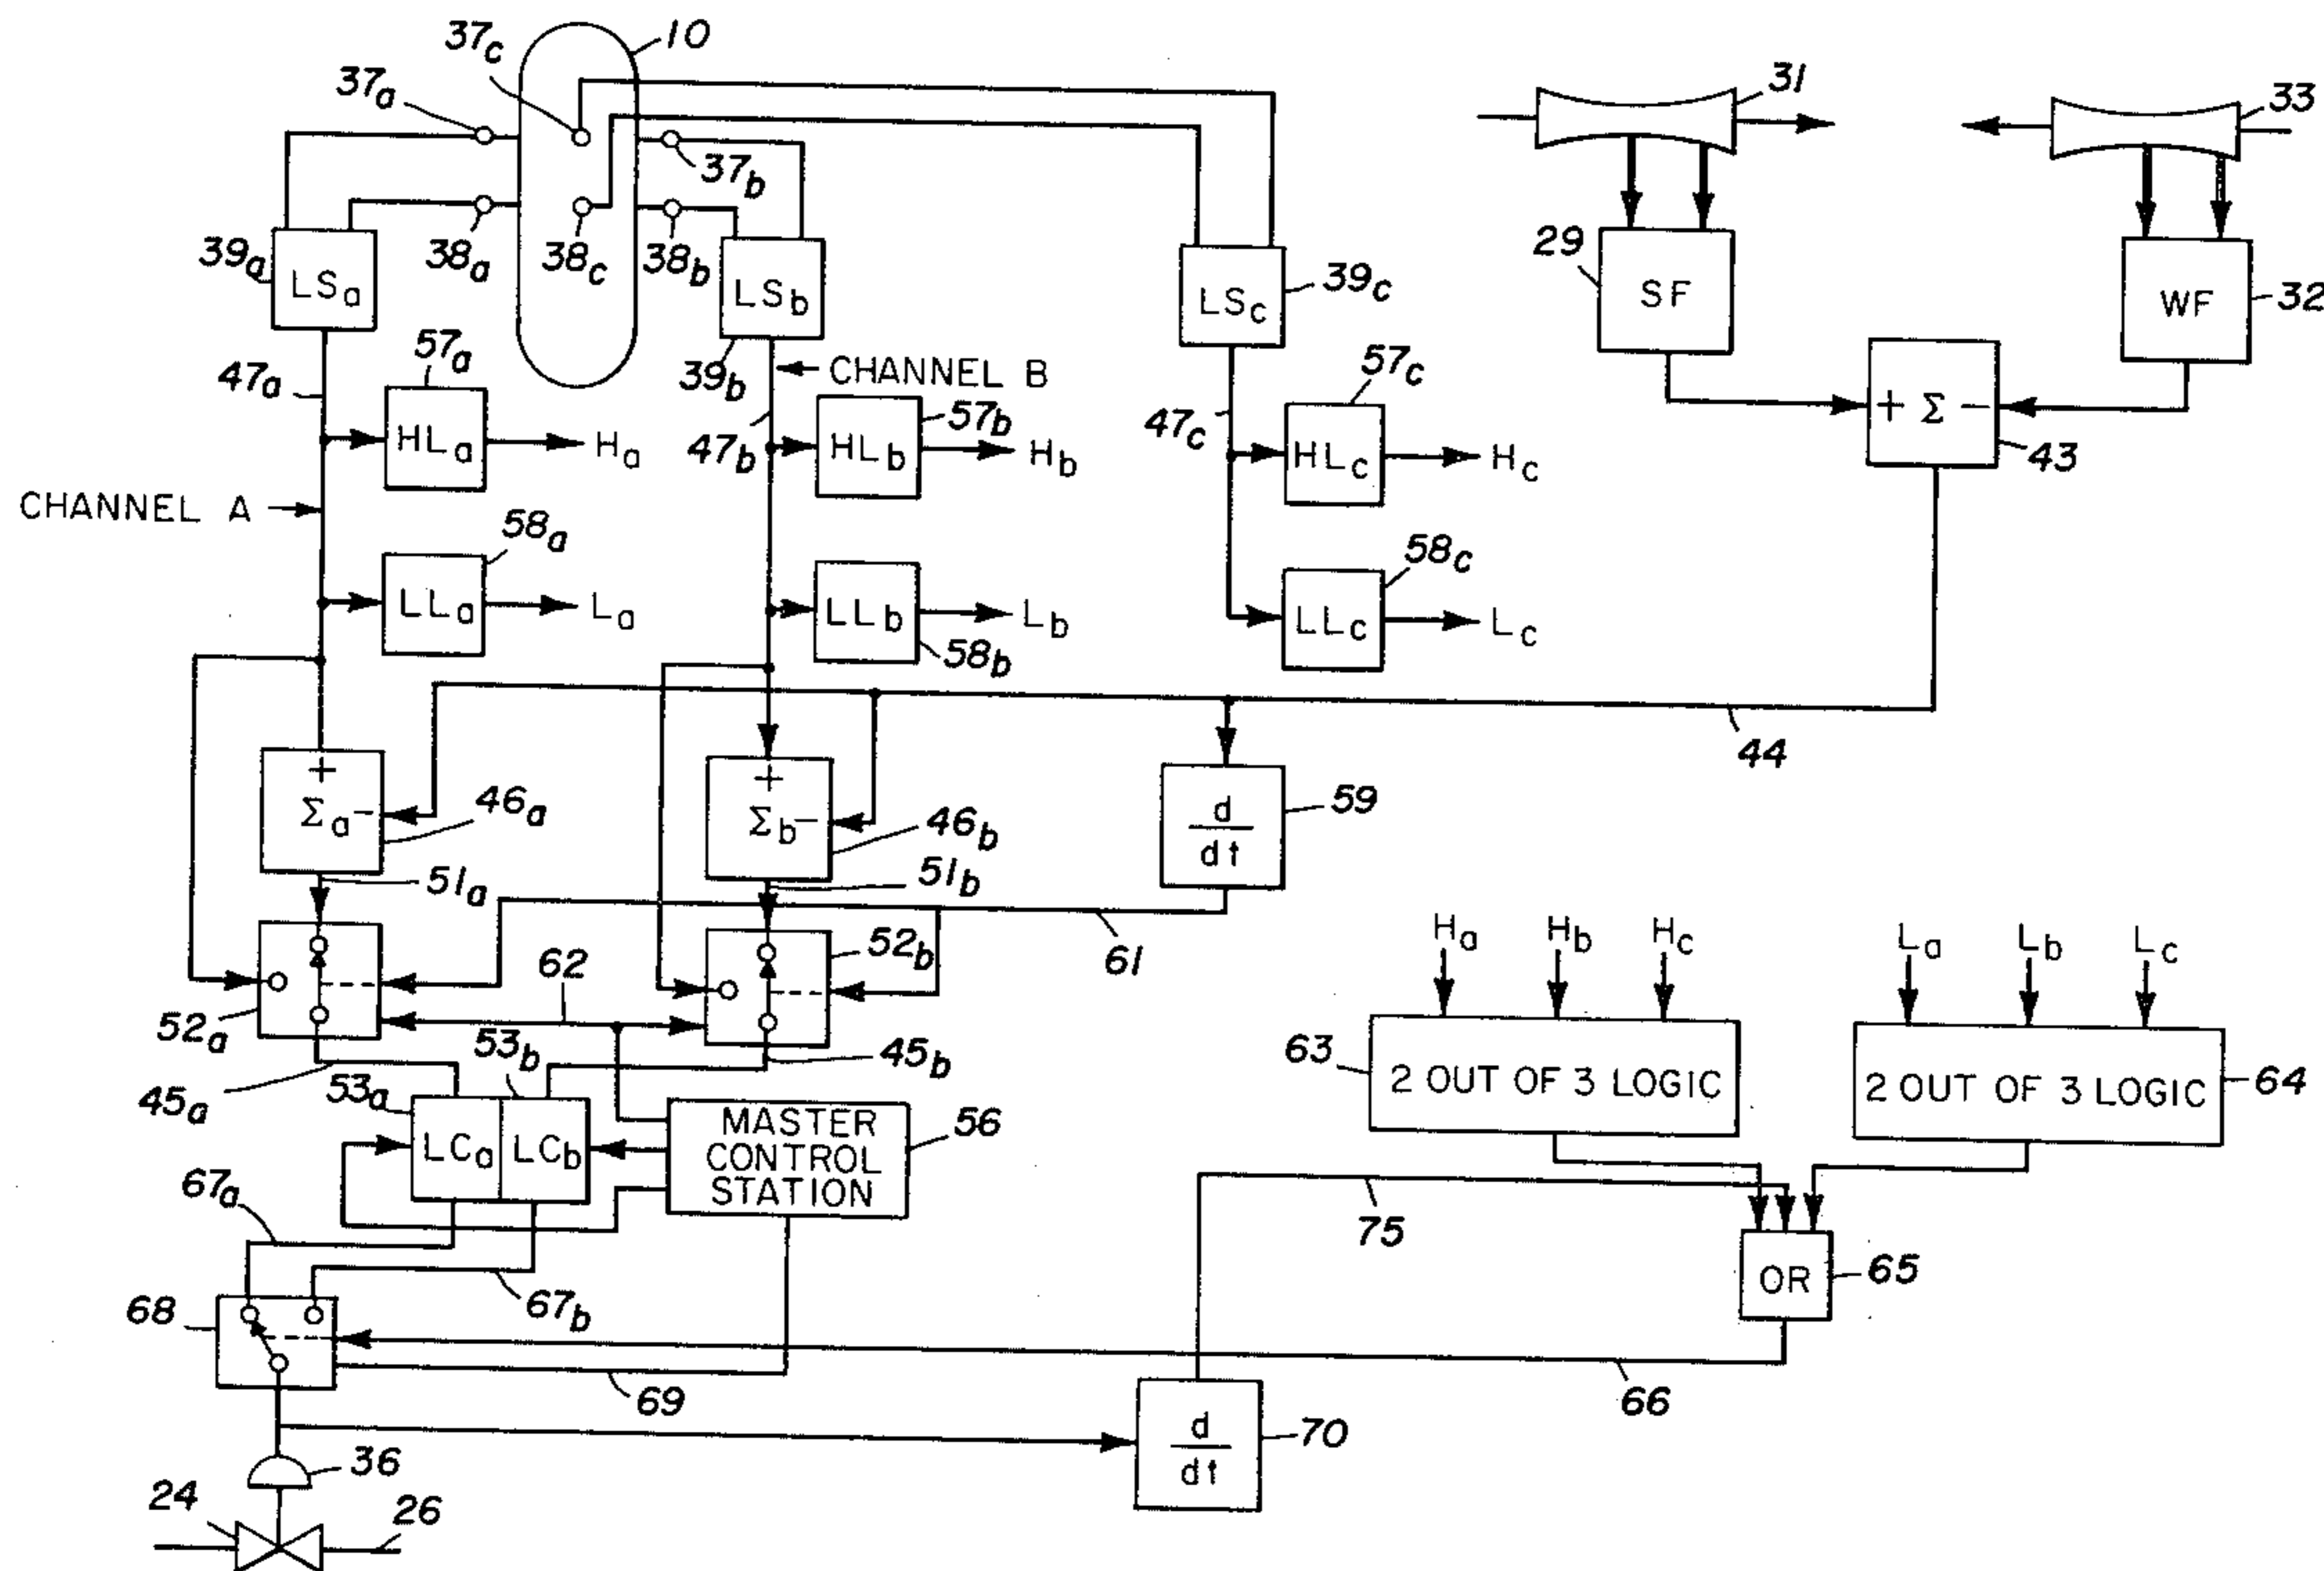 37c
10
37a
31
33
37b
39a
LSa
38a
38c
38b
LSb
39b
LSc
39c
29
SF
WF
32
47a
57a
HLa
Ha
CHANNEL B
47b
57b
HLb
Hb
47c
57c
HLc
Hc
+ Σ −
43
CHANNEL A
58a
LLa
La
LLb
Lb
58b
58c
LLc
Lc
44
+
Σa −
46a
+
Σb −
46b
d
dt
59
51a
51b
61
52a
62
52b
Ha
Hb
Hc
La
Lb
Lc
45a
53a
53b
45b
63
2 OUT OF 3 LOGIC
2 OUT OF 3 LOGIC
64
LCa
LCb
MASTER
CONTROL
STATION
56
67a
67b
75
OR
65
68
69
66
d
dt
70
36
24
26